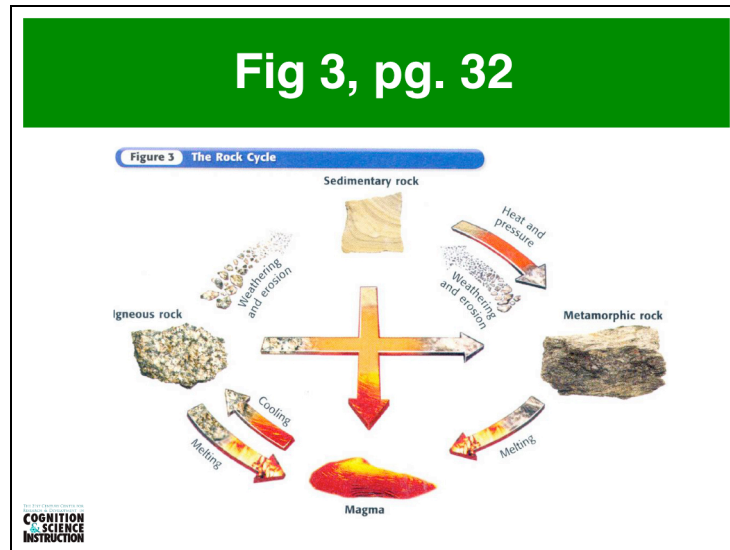 Fig 3, pg. 32
Figure 3 The Rock Cycle
Sedimentary rock
Heat and
pressure
Weathering
and erosion
Weathering
and erosion
Igneous rock
Metamorphic rock
Cooling
Melting
Melting
Magma
COGNITION
& SCIENCE
INSTRUCTION